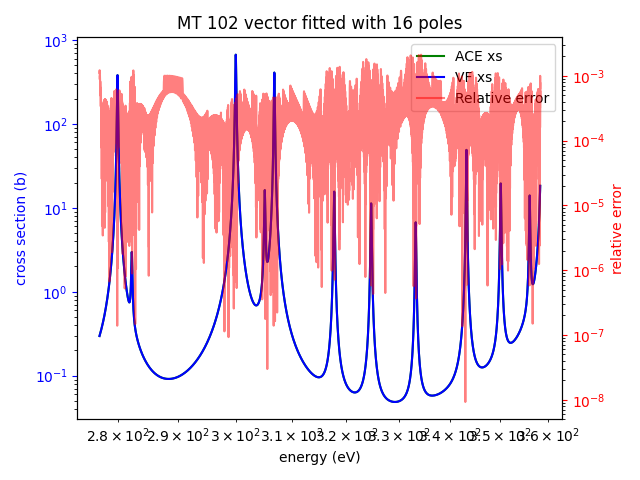 MT 102 vector fitted with 16 poles
ACE xs
VF xs
Relative error
cross section (b)
10³
10²
10¹
10⁰
10⁻¹
relative error
10⁻³
10⁻⁴
10⁻⁵
10⁻⁶
10⁻⁷
10⁻⁸
2.8 × 10² 2.9 × 10² 3 × 10² 3.1 × 10² 3.2 × 10² 3.3 × 10² 3.4 × 10² 3.5 × 10² 3.6 × 10²
energy (eV)